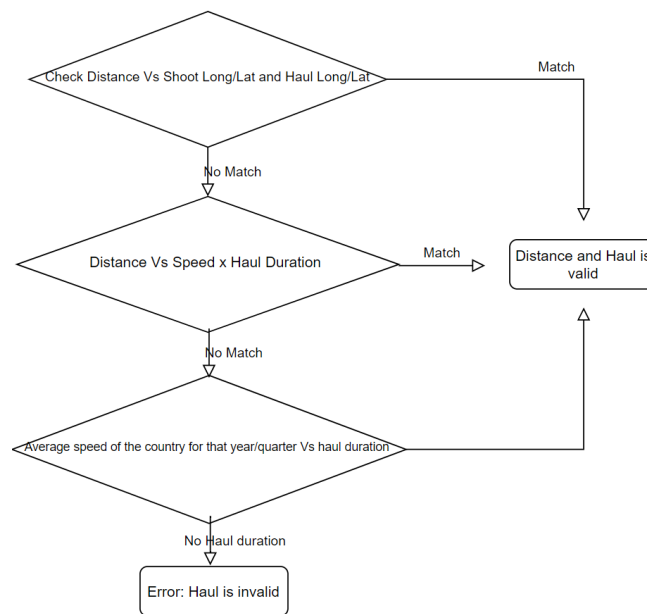 Check Distance Vs Shoot Long/Lat and Haul Long/Lat
Match
No Match
Distance Vs Speed x Haul Duration
Match
Distance and Haul is
valid
No Match
Average speed of the country for that year/quarter Vs haul duration
No Haul duration
Error: Haul is invalid